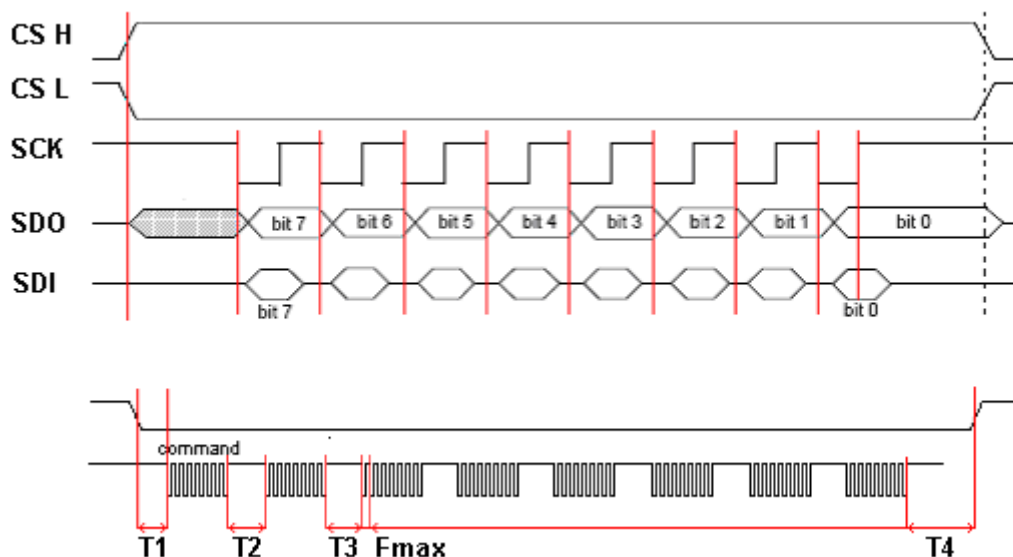 CS H
CS L
SCK
SDO bit 7 bit 6 bit 5 bit 4 bit 3 bit 2 bit 1 bit 0
SDI
bit 7 bit 0
command
T1 T2 T3 Fmax T4